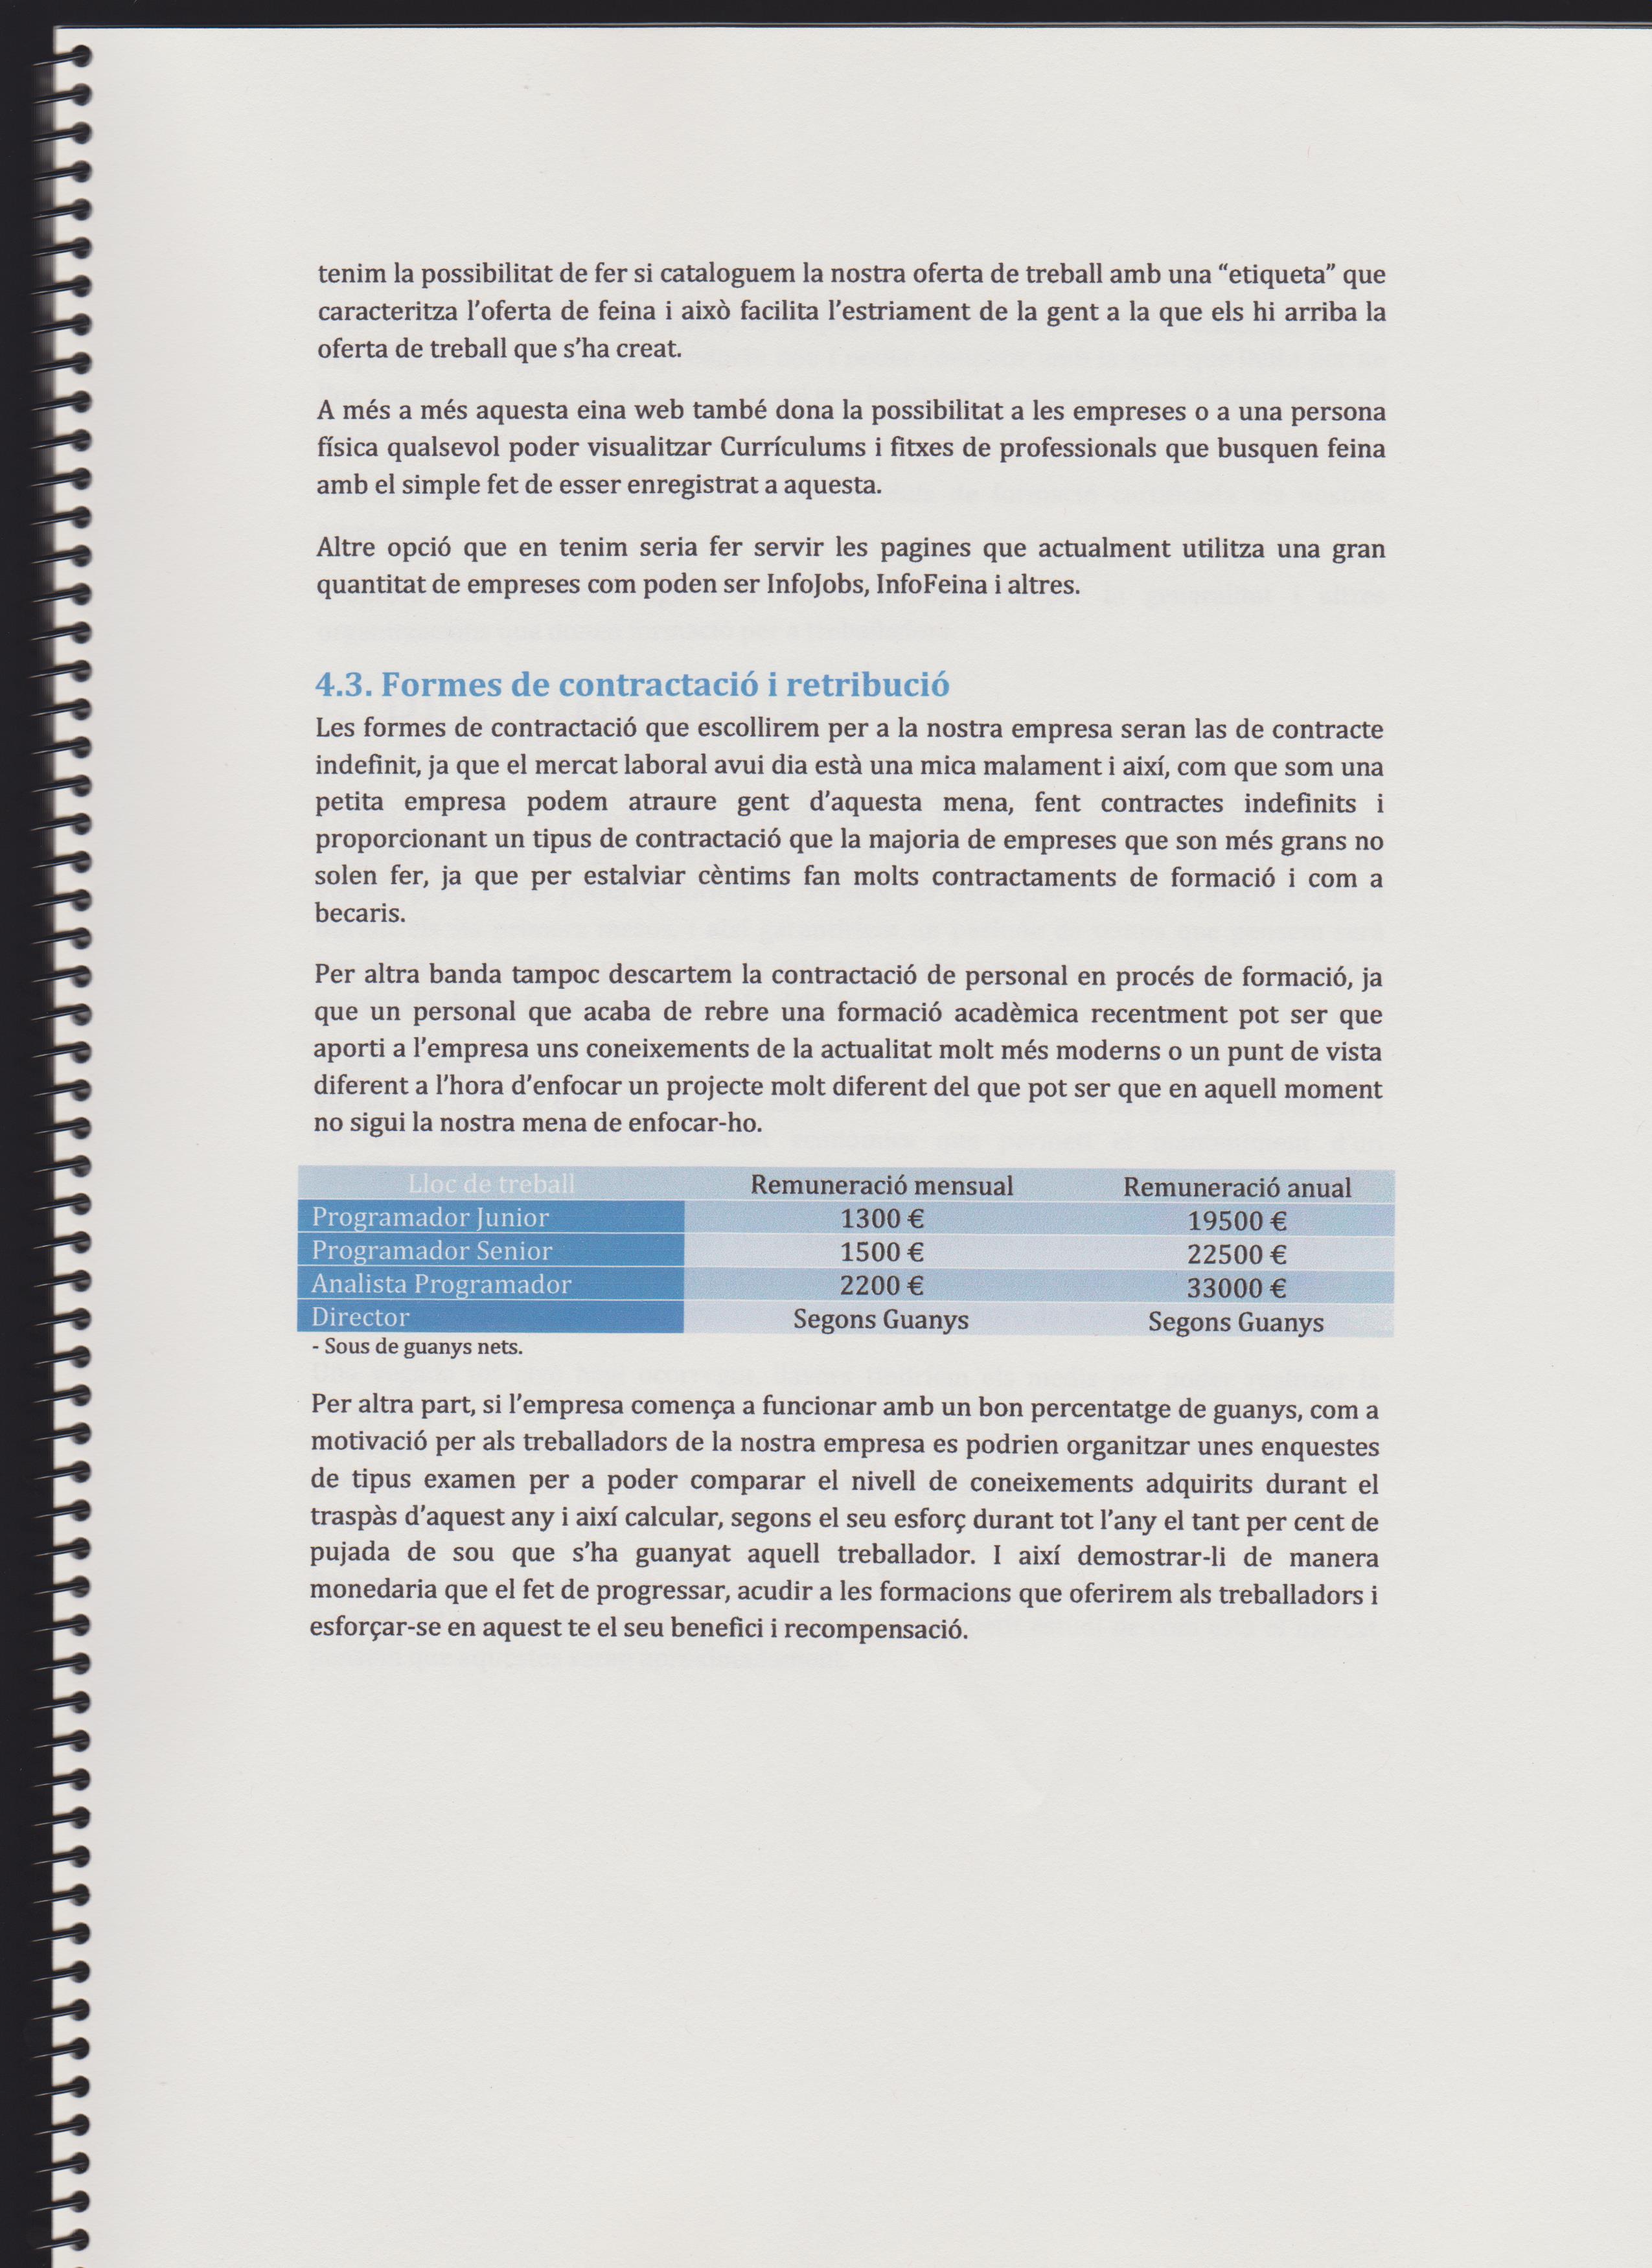 tenim la possibilitat de fer si cataloguem la nostra oferta de treball amb una “etiqueta” que
caracteritza l’oferta de feina i això facilita l’estriament de la gent a la que els hi arriba la
oferta de treball que s’ha creat.
A més a més aquesta eina web també dona la possibilitat a les empreses o a una persona
física qualsevol poder visualitzar Currículums i fitxes de professionals que busquen feina
amb el simple fet de esser enregistrat a aquesta.
Altre opció que en tenim seria fer servir les pagines que actualment utilitza una gran
quantitat de empreses com poden ser InfoJobs, InfoFeina i altres.
4.3. Formes de contractació i retribució
Les formes de contractació que escollirem per a la nostra empresa seran las de contracte
indefinit, ja que el mercat laboral avui dia està una mica malament i així, com que som una
petita empresa podem atraure gent d’aquesta mena, fent contractes indefinits i
proporcionant un tipus de contractació que la majoria de empreses que son més grans no
solen fer, ja que per estalviar cèntims fan molts contractaments de formació i com a
becaris.
Per altra banda tampoc descartem la contractació de personal en procés de formació, ja
que un personal que acaba de rebre una formació acadèmica recentment pot ser que
aporti a l’empresa uns coneixements de la actualitat molt més moderns o un punt de vista
diferent a l’hora d’enfocar un projecte molt diferent del que pot ser que en aquell moment
no sigui la nostra mena de enfocar-ho.
Lloc de treball Remuneració mensual Remuneració anual
Programador Junior 1300 € 19500 €
Programador Senior 1500 € 22500 €
Analista Programador 2200 € 33000 €
Director Segons Guanys Segons Guanys
- Sous de guanys nets.
Per altra part, si l’empresa comença a funcionar amb un bon percentatge de guanys, com a
motivació per als treballadors de la nostra empresa es podrien organitzar unes enquestes
de tipus examen per a poder comparar el nivell de coneixements adquirits durant el
traspàs d’aquest any i així calcular, segons el seu esforç durant tot l’any el tant per cent de
pujada de sou que s’ha guanyat aquell treballador. I així demostrar-li de manera
monedaria que el fet de progressar, acudir a les formacions que oferirem als treballadors i
esforçar-se en aquest te el seu benefici i recompensació.